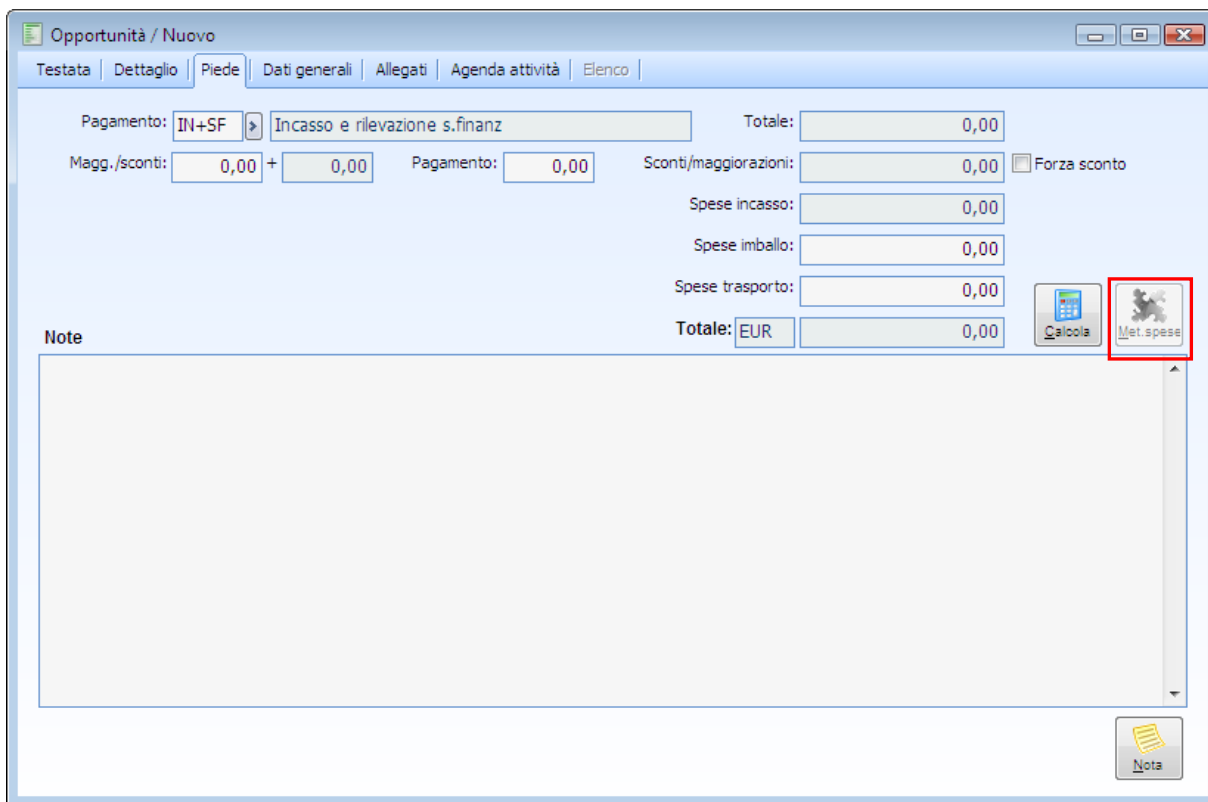 Opportunità / Nuovo
Testata | Dettaglio | Piede | Dati generali | Allegati | Agenda attività | Elenco |
Pagamento: IN+SF Incasso e rilevazione s.finanz Totale: 0,00
Magg./sconti: 0,00 + 0,00 Pagamento: 0,00 Sconti/maggiorazioni: 0,00 Forza sconto
Spese incasso: 0,00
Spese imballo: 0,00
Spese trasporto: 0,00
Note Totale: EUR 0,00 Calcola Met.spese
Nota